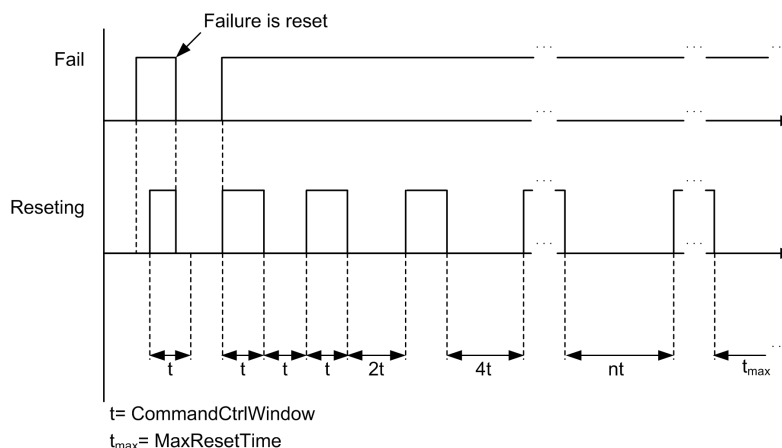 Failure is reset
Fail
...
...
...
...
...
Reseting
...
...
...
...
...
t
t
t
t
2t
4t
nt
tmax
...
t= CommandCtrlWindow
tmax= MaxResetTime